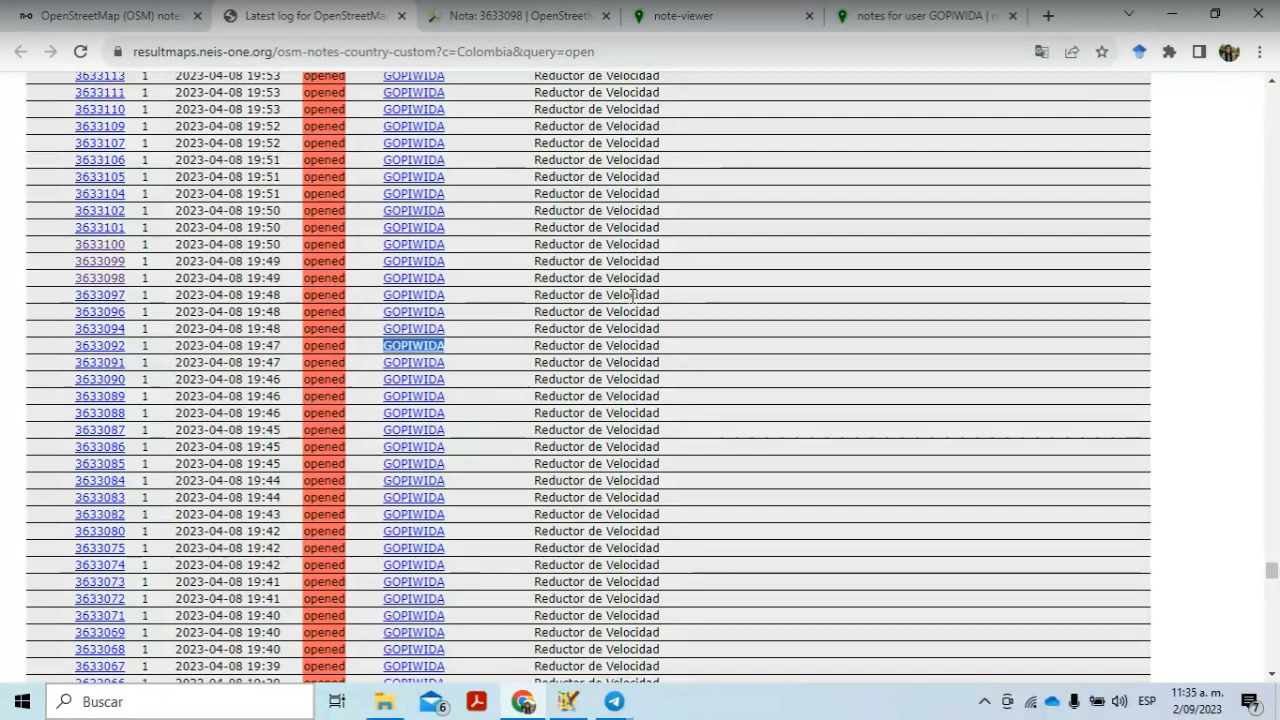 OpenStreetMap (OSM) note:
Latest log for OpenStreetMa
Nota: 3633098 | OpenStreetM
note-viewer
notes for user GOPIWIDA | n
resultmaps.neis-one.org/osm-notes-country-custom?c=Colombia&query=open
3633113 1 2023-04-08 19:53 opened GOPIWIDA Reductor de Velocidad
3633111 1 2023-04-08 19:53 opened GOPIWIDA Reductor de Velocidad
3633110 1 2023-04-08 19:53 opened GOPIWIDA Reductor de Velocidad
3633109 1 2023-04-08 19:52 opened GOPIWIDA Reductor de Velocidad
3633107 1 2023-04-08 19:52 opened GOPIWIDA Reductor de Velocidad
3633106 1 2023-04-08 19:51 opened GOPIWIDA Reductor de Velocidad
3633105 1 2023-04-08 19:51 opened GOPIWIDA Reductor de Velocidad
3633104 1 2023-04-08 19:51 opened GOPIWIDA Reductor de Velocidad
3633102 1 2023-04-08 19:50 opened GOPIWIDA Reductor de Velocidad
3633101 1 2023-04-08 19:50 opened GOPIWIDA Reductor de Velocidad
3633100 1 2023-04-08 19:50 opened GOPIWIDA Reductor de Velocidad
3633099 1 2023-04-08 19:49 opened GOPIWIDA Reductor de Velocidad
3633098 1 2023-04-08 19:49 opened GOPIWIDA Reductor de Velocidad
3633097 1 2023-04-08 19:48 opened GOPIWIDA Reductor de Velocidad
3633096 1 2023-04-08 19:48 opened GOPIWIDA Reductor de Velocidad
3633094 1 2023-04-08 19:48 opened GOPIWIDA Reductor de Velocidad
3633092 1 2023-04-08 19:47 opened GOPIWIDA Reductor de Velocidad
3633091 1 2023-04-08 19:47 opened GOPIWIDA Reductor de Velocidad
3633090 1 2023-04-08 19:46 opened GOPIWIDA Reductor de Velocidad
3633089 1 2023-04-08 19:46 opened GOPIWIDA Reductor de Velocidad
3633088 1 2023-04-08 19:46 opened GOPIWIDA Reductor de Velocidad
3633087 1 2023-04-08 19:45 opened GOPIWIDA Reductor de Velocidad
3633086 1 2023-04-08 19:45 opened GOPIWIDA Reductor de Velocidad
3633085 1 2023-04-08 19:45 opened GOPIWIDA Reductor de Velocidad
3633084 1 2023-04-08 19:44 opened GOPIWIDA Reductor de Velocidad
3633083 1 2023-04-08 19:44 opened GOPIWIDA Reductor de Velocidad
3633082 1 2023-04-08 19:43 opened GOPIWIDA Reductor de Velocidad
3633080 1 2023-04-08 19:42 opened GOPIWIDA Reductor de Velocidad
3633075 1 2023-04-08 19:42 opened GOPIWIDA Reductor de Velocidad
3633074 1 2023-04-08 19:42 opened GOPIWIDA Reductor de Velocidad
3633073 1 2023-04-08 19:41 opened GOPIWIDA Reductor de Velocidad
3633072 1 2023-04-08 19:41 opened GOPIWIDA Reductor de Velocidad
3633071 1 2023-04-08 19:40 opened GOPIWIDA Reductor de Velocidad
3633069 1 2023-04-08 19:40 opened GOPIWIDA Reductor de Velocidad
3633068 1 2023-04-08 19:40 opened GOPIWIDA Reductor de Velocidad
3633067 1 2023-04-08 19:39 opened GOPIWIDA Reductor de Velocidad
Buscar
6
ESP
11:35 a. m.
2/09/2023
7